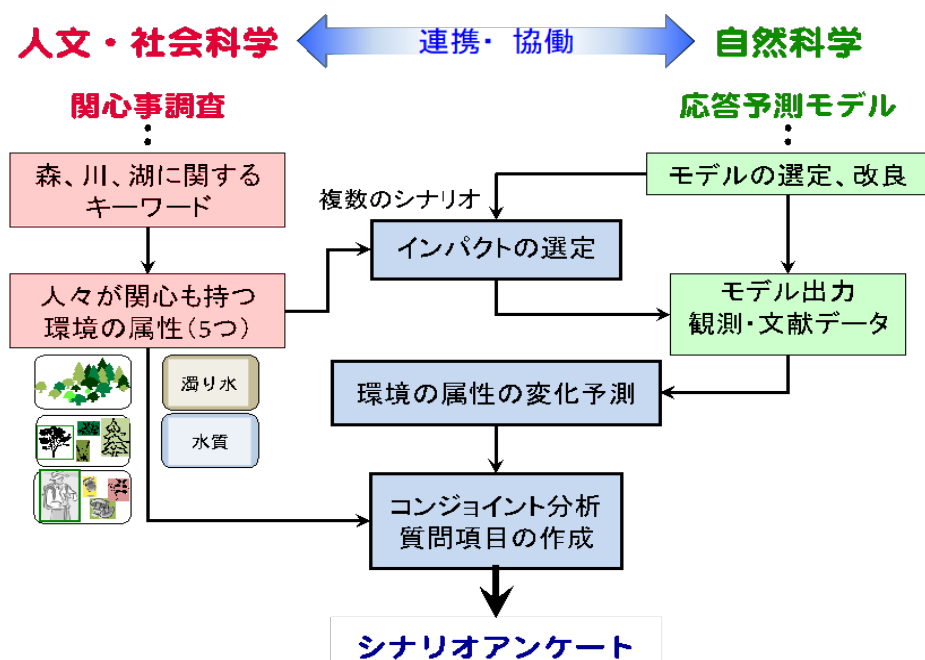 人文・社会科学
連携・協働
自然科学
関心事調査
応答予測モデル
森、川、湖に関する
キーワード
モデルの選定、改良
複数のシナリオ
インパクトの選定
人々が関心も持つ
環境の属性(5つ)
モデル出力
観測・文献データ
濁り水
環境の属性の変化予測
水質
コンジョイント分析
質問項目の作成
シナリオアンケート